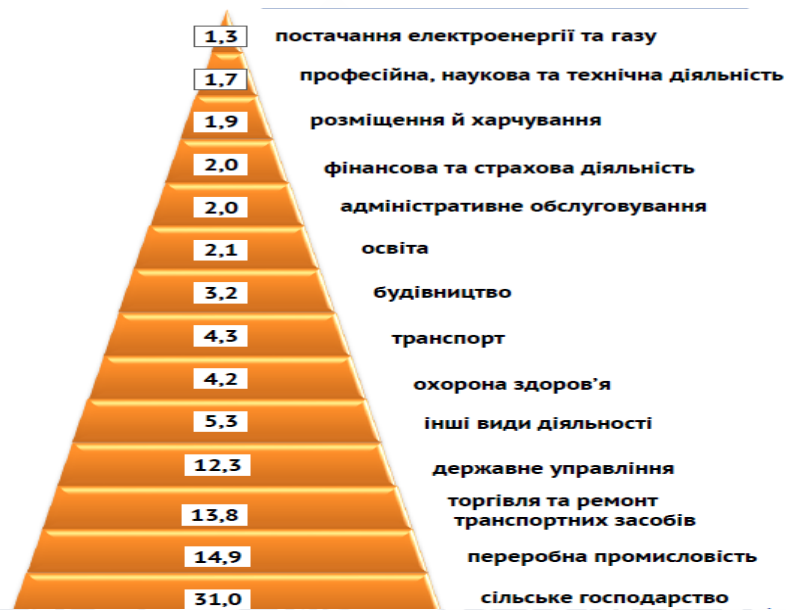 1,3 постачання електроенергії та газу
1,7 професійна, наукова та технічна діяльність
1,9 розміщення й харчування
2,0 фінансова та страхова діяльність
2,0 адміністративне обслуговування
2,1 освіта
3,2 будівництво
4,3 транспорт
4,2 охорона здоров’я
5,3 інші види діяльності
12,3 державне управління
13,8 торгівля та ремонт
транспортних засобів
14,9 переробна промисловість
31,0 сільське господарство